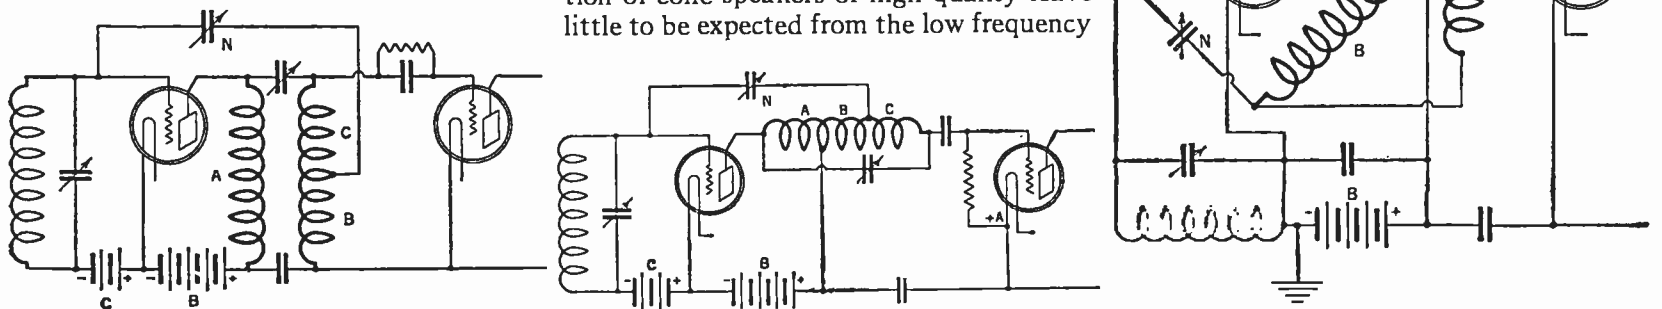 tion of cone speakers of high quality have
little to be expected from the low frequency
N
A
C
B
- + - +
C
B
N
A B C
+A
C
- +
B
- +
N
B
B
- +